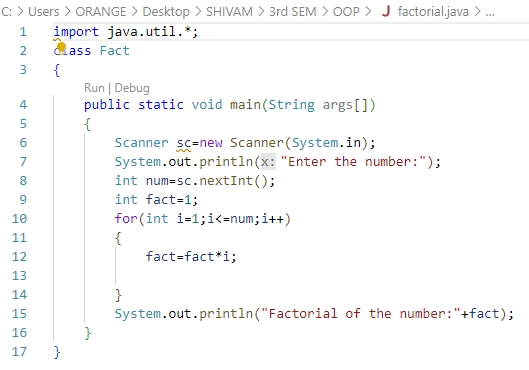 C: > Users > ORANGE > Desktop > SHIVAM > 3rd SEM > OOP > J factorial.java > ...
1 import java.util.*;
2 class Fact
3 {
Run | Debug
4 public static void main(String args[])
5 {
6 Scanner sc=new Scanner(System.in);
7 System.out.println(x: "Enter the number:");
8 int num=sc.nextInt();
9 int fact=1;
10 for(int i=1;i<=num;i++)
11 {
12 fact=fact*i;
13
14 }
15 System.out.println("Factorial of the number:"+fact);
16 }
17 }